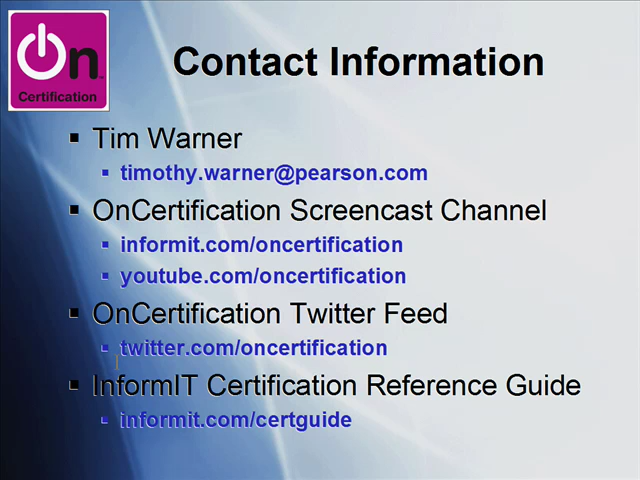 On
Certification
Contact Information
Tim Warner
timothy.warner@pearson.com
OnCertification Screencast Channel
informit.com/oncertification
youtube.com/oncertification
OnCertification Twitter Feed
twitter.com/oncertification
InformIT Certification Reference Guide
informit.com/certguide